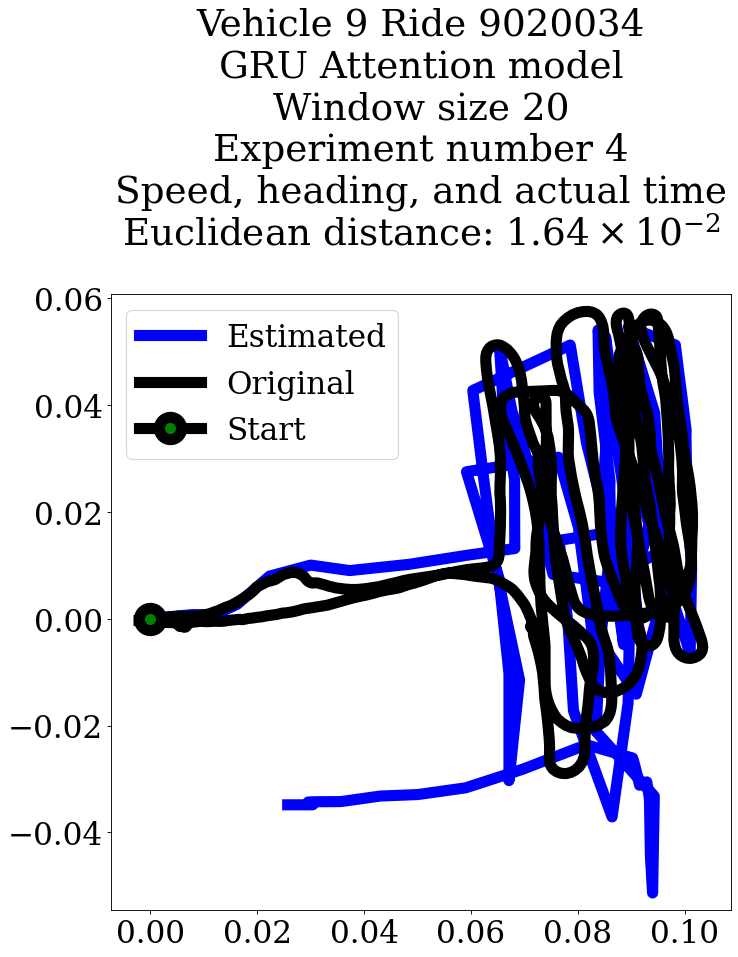 Vehicle 9 Ride 9020034
GRU Attention model
Window size 20
Experiment number 4
Speed, heading, and actual time
Euclidean distance: 1.64 × 10⁻²
0.06
Estimated
Original
0.04
Start
0.02
0.00
−0.02
−0.04
0.00 0.02 0.04 0.06 0.08 0.10